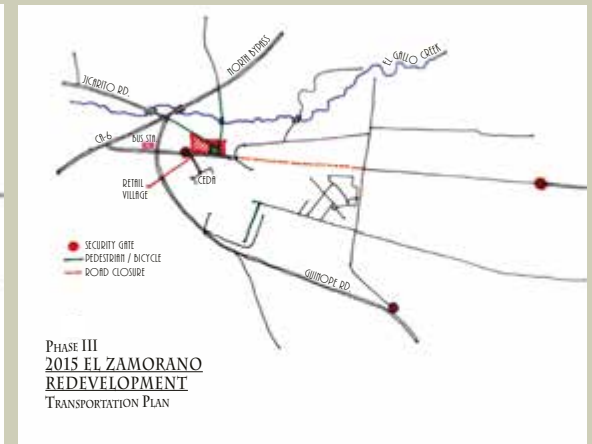 NORTH BYPASS
EL GALLO CREEK
JICARITO RD.
CA-6
BUS STA.
RETAIL
VILLAGE
CEDA
SECURITY GATE
PEDESTRIAN / BICYCLE
ROAD CLOSURE
GUINOPE RD
PHASE III
2015 EL ZAMORANO
REDEVELOPMENT
TRANSPORTATION PLAN